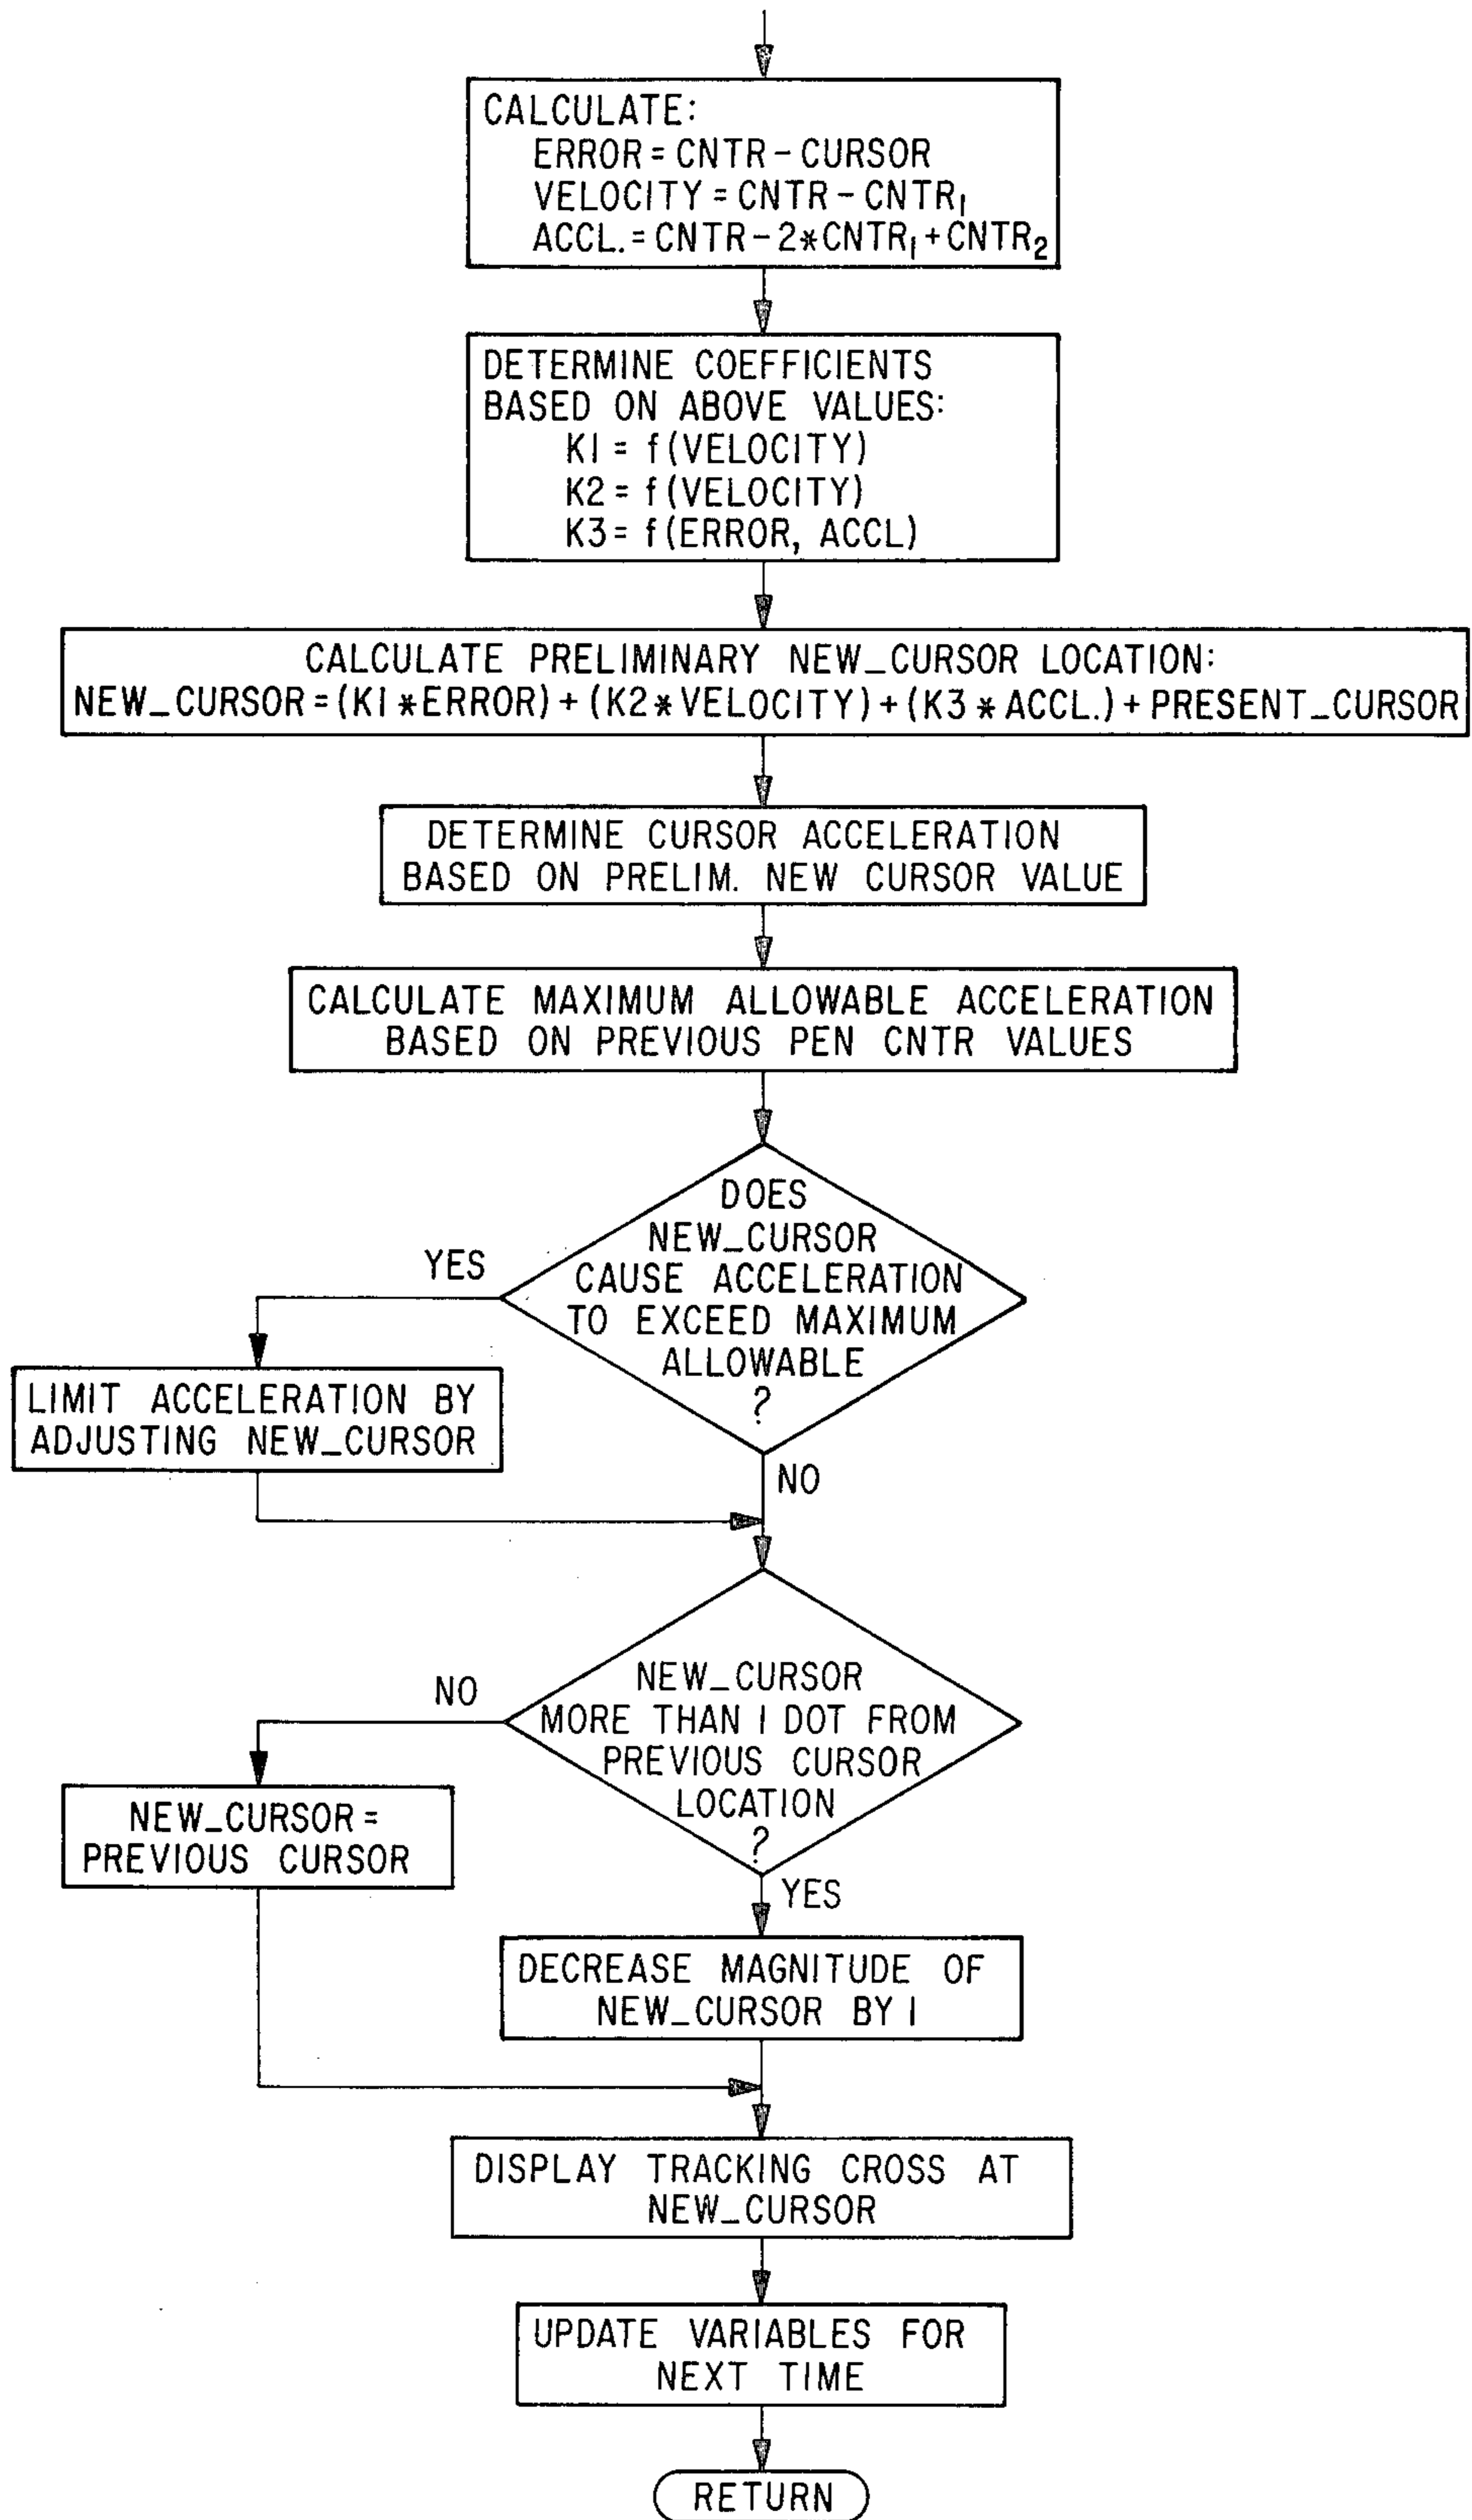 CALCULATE:
ERROR = CNTR - CURSOR
VELOCITY = CNTR - CNTR₁
ACCL. = CNTR - 2*CNTR₁ + CNTR₂
DETERMINE COEFFICIENTS
BASED ON ABOVE VALUES:
K1 = f (VELOCITY)
K2 = f (VELOCITY)
K3 = f (ERROR, ACCL)
CALCULATE PRELIMINARY NEW_CURSOR LOCATION:
NEW_CURSOR = (K1 * ERROR) + (K2 * VELOCITY) + (K3 * ACCL.) + PRESENT_CURSOR
DETERMINE CURSOR ACCELERATION
BASED ON PRELIM. NEW CURSOR VALUE
CALCULATE MAXIMUM ALLOWABLE ACCELERATION
BASED ON PREVIOUS PEN CNTR VALUES
DOES
NEW_CURSOR
CAUSE ACCELERATION
TO EXCEED MAXIMUM
ALLOWABLE
?
YES
LIMIT ACCELERATION BY
ADJUSTING NEW_CURSOR
NO
NEW_CURSOR
MORE THAN 1 DOT FROM
PREVIOUS CURSOR
LOCATION
?
NO
NEW_CURSOR =
PREVIOUS CURSOR
YES
DECREASE MAGNITUDE OF
NEW_CURSOR BY 1
DISPLAY TRACKING CROSS AT
NEW_CURSOR
UPDATE VARIABLES FOR
NEXT TIME
RETURN